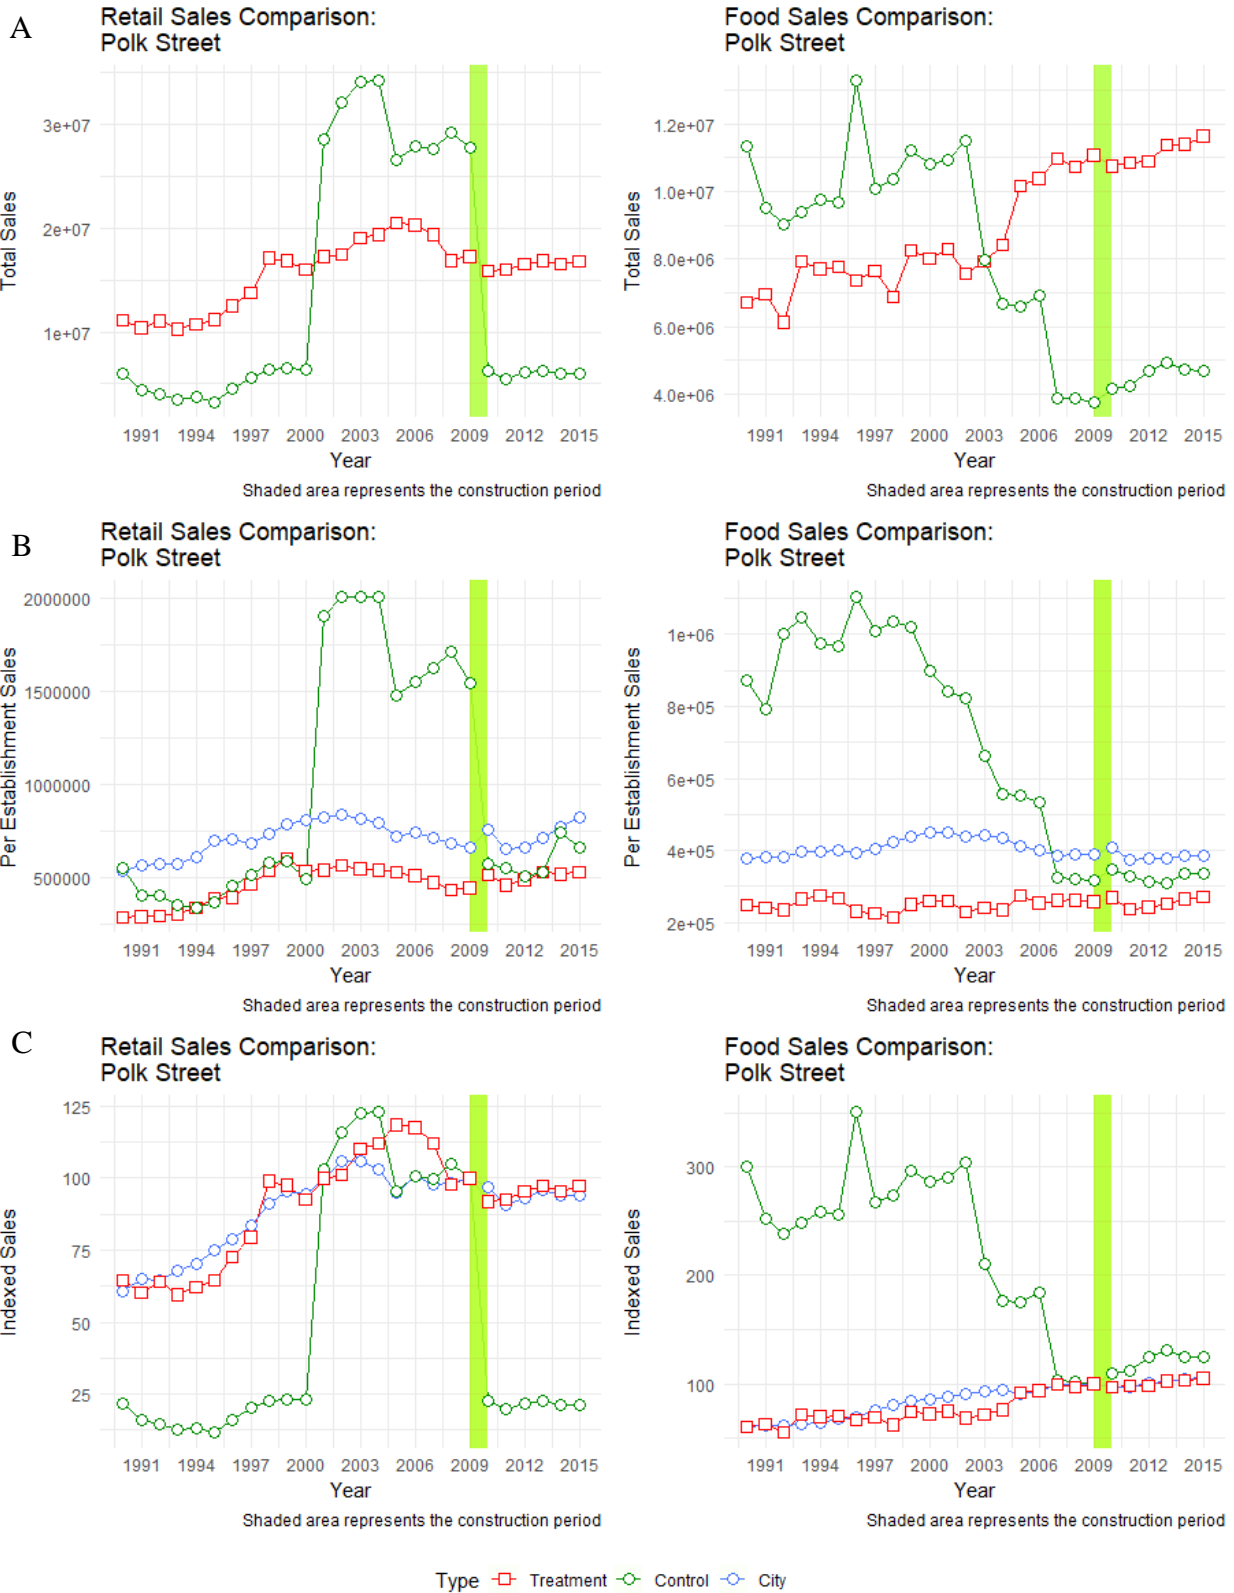 A
Retail Sales Comparison:
Polk Street
Total Sales
3e+07
2e+07
1e+07
1991 1994 1997 2000 2003 2006 2009 2012 2015
Year
Shaded area represents the construction period
Food Sales Comparison:
Polk Street
Total Sales
1.2e+07
1.0e+07
8.0e+06
6.0e+06
4.0e+06
1991 1994 1997 2000 2003 2006 2009 2012 2015
Year
Shaded area represents the construction period
B
Retail Sales Comparison:
Polk Street
Per Establishment Sales
2000000
1500000
1000000
500000
1991 1994 1997 2000 2003 2006 2009 2012 2015
Year
Shaded area represents the construction period
Food Sales Comparison:
Polk Street
Per Establishment Sales
1e+06
8e+05
6e+05
4e+05
2e+05
1991 1994 1997 2000 2003 2006 2009 2012 2015
Year
Shaded area represents the construction period
C
Retail Sales Comparison:
Polk Street
Indexed Sales
125
100
75
50
25
1991 1994 1997 2000 2003 2006 2009 2012 2015
Year
Shaded area represents the construction period
Food Sales Comparison:
Polk Street
Indexed Sales
300
200
100
1991 1994 1997 2000 2003 2006 2009 2012 2015
Year
Shaded area represents the construction period
Type Treatment Control City